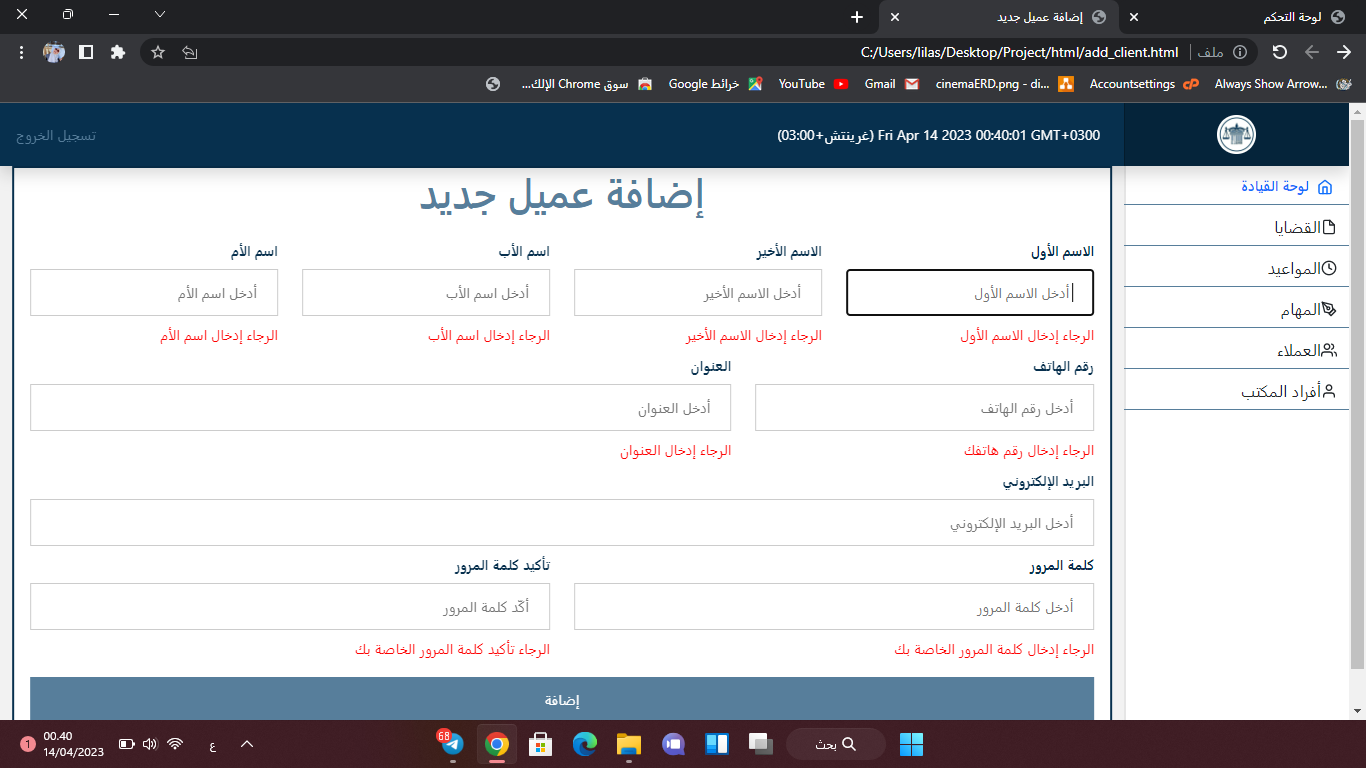 لوحة التحكم
إضافة عميل جديد
C:/Users/lilas/Desktop/Project/html/add_client.html
ملف
Always Show Arrow...
Accountsettings
cinemaERD.png - di...
Gmail
YouTube
خرائط Google
سوق Chrome الإلك...
Fri Apr 14 2023 00:40:01 GMT+0300 (غرينتش+03:00)
تسجيل الخروج
لوحة القيادة
القضايا
المواعيد
المهام
العملاء
أفراد المكتب
إضافة عميل جديد
الاسم الأول
الاسم الأخير
اسم الأب
اسم الأم
أدخل الاسم الأول
أدخل الاسم الأخير
أدخل اسم الأب
أدخل اسم الأم
الرجاء إدخال الاسم الأول
الرجاء إدخال الاسم الأخير
الرجاء إدخال اسم الأب
الرجاء إدخال اسم الأم
رقم الهاتف
العنوان
أدخل رقم الهاتف
أدخل العنوان
الرجاء إدخال رقم هاتفك
الرجاء إدخال العنوان
البريد الإلكتروني
أدخل البريد الإلكتروني
كلمة المرور
تأكيد كلمة المرور
أدخل كلمة المرور
أكّد كلمة المرور
الرجاء إدخال كلمة المرور الخاصة بك
الرجاء تأكيد كلمة المرور الخاصة بك
إضافة
بحث
68
ع
00.40
14/04/2023
1